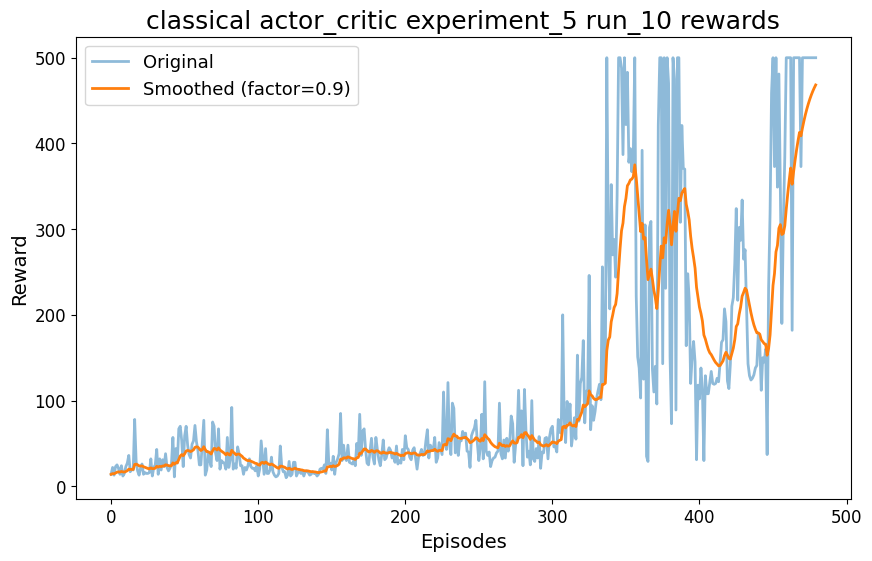 classical actor_critic experiment_5 run_10 rewards
Original
Smoothed (factor=0.9)
500
400
300
200
100
0
Reward
0 100 200 300 400 500
Episodes